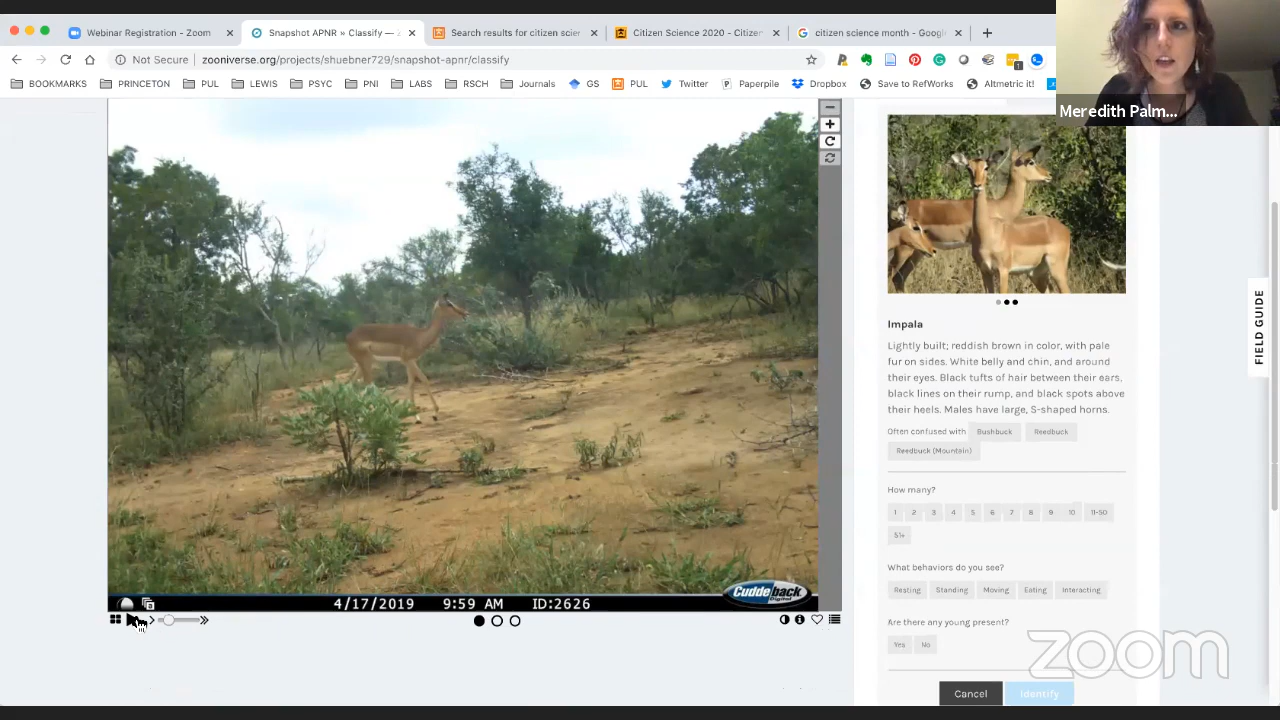 Webinar Registration - Zoom
Snapshot APNR » Classify —
Search results for citizen scien
Citizen Science 2020 - Citizen
citizen science month - Google
Not Secure
zooniverse.org/projects/shuebner729/snapshot-apnr/classify
BOOKMARKS PRINCETON PUL LEWIS PSYC PNI LABS RSCH Journals GS PUL Twitter Paperpile Dropbox Save to RefWorks Altmetric it!
Meredith Palm...
Impala
Lightly built; reddish brown in color, with pale
fur on sides. White belly and chin, and around
their eyes. Black tufts of hair between their ears,
black lines on their rump, and black spots above
their heels. Males have large, S-shaped horns.
Often confused with Bushbuck Reedbuck
Reedbuck (Mountain)
How many?
1 2 3 4 5 6 7 8 9 10 11-50
51+
What behaviors do you see?
Resting Standing Moving Eating Interacting
Are there any young present?
Yes No
Cancel Identify
FIELD GUIDE
4/17/2019 9:59 AM ID:2626
Cuddeback
Digital
zoom